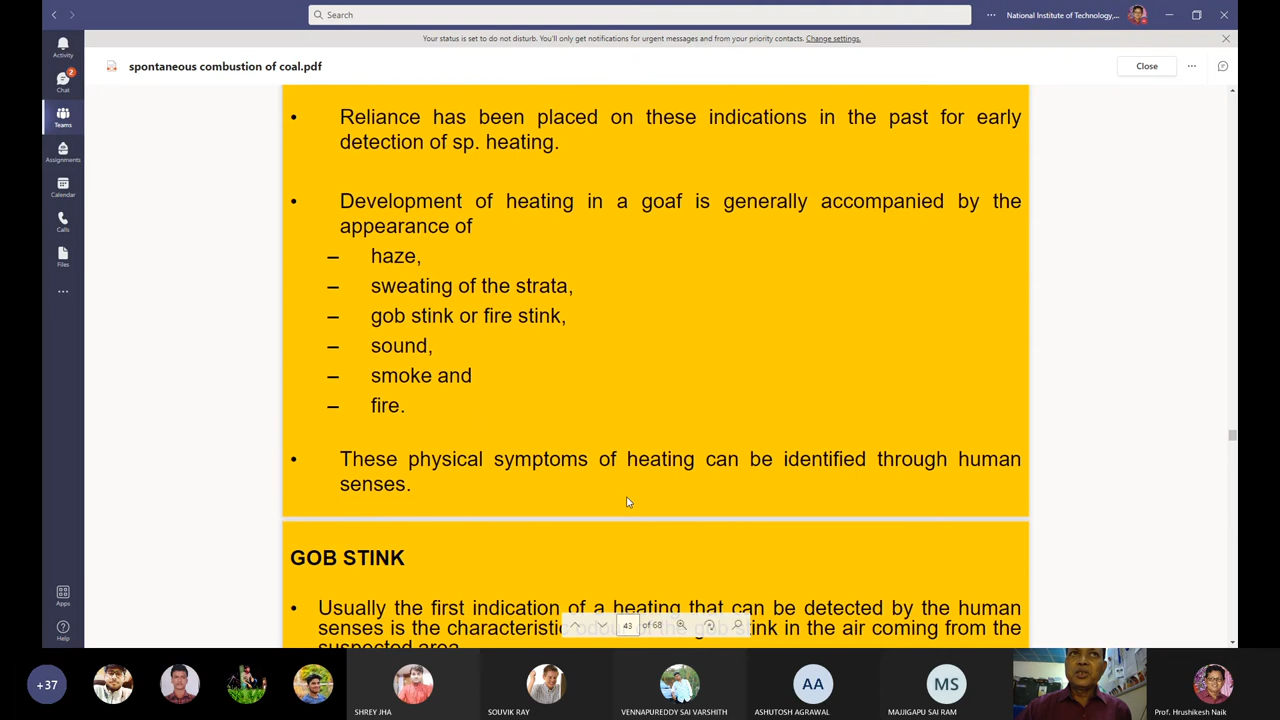 Search
National Institute of Technology,...
Your status is set to do not disturb. You'll only get notifications for urgent messages and from your priority contacts. Change settings.
Activity
Chat
2
Teams
Assignments
Calendar
Calls
Files
Apps
Help
spontaneous combustion of coal.pdf
Close
• Reliance has been placed on these indications in the past for early
detection of sp. heating.
• Development of heating in a goaf is generally accompanied by the
appearance of
– haze,
– sweating of the strata,
– gob stink or fire stink,
– sound,
– smoke and
– fire.
• These physical symptoms of heating can be identified through human
senses.
GOB STINK
• Usually the first indication of a heating that can be detected by the human
senses is the characteristic odour of the gob stink in the air coming from the
suspected area
43 of 68
+37
SHREY JHA
SOUVIK RAY
VENNAPUREDDY SAI VARSHITH
AA
ASHUTOSH AGRAWAL
MS
MAJJIGAPU SAI RAM
Prof. Hrushikesh Naik